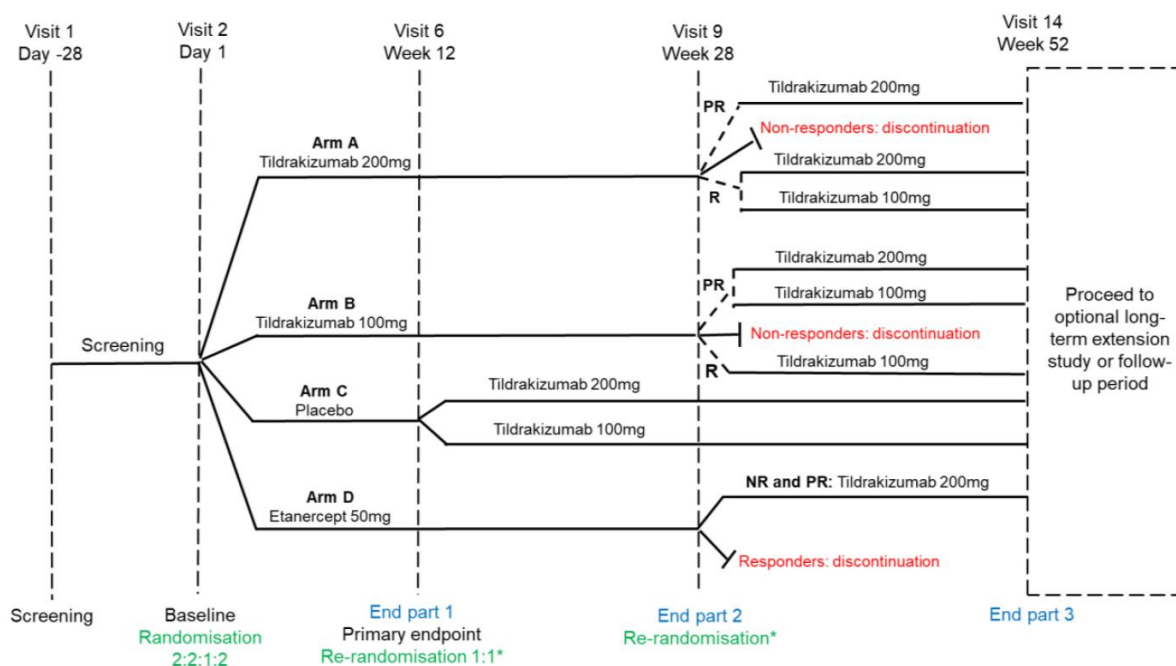 Visit 1
Day -28
Visit 2
Day 1
Visit 6
Week 12
Visit 9
Week 28
Visit 14
Week 52
Screening
Arm A
Tildrakizumab 200mg
PR
Tildrakizumab 200mg
Non-responders: discontinuation
Tildrakizumab 200mg
R
Tildrakizumab 100mg
Arm B
Tildrakizumab 100mg
PR
Tildrakizumab 200mg
Tildrakizumab 100mg
Non-responders: discontinuation
R
Tildrakizumab 100mg
Arm C
Placebo
Tildrakizumab 200mg
Tildrakizumab 100mg
Arm D
Etanercept 50mg
NR and PR: Tildrakizumab 200mg
Responders: discontinuation
Proceed to
optional long-
term extension
study or follow-
up period
Screening
Baseline
Randomisation
2:2:1:2
End part 1
Primary endpoint
Re-randomisation 1:1*
End part 2
Re-randomisation*
End part 3